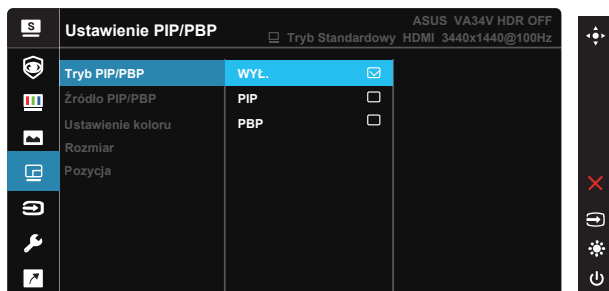 S
Ustawienie PIP/PBP
ASUS VA34V HDR OFF
Tryb Standardowy HDMI 3440x1440@100Hz
Tryb PIP/PBP
WYŁ.
Źródło PIP/PBP
PIP
Ustawienie koloru
PBP
Rozmiar
Pozycja